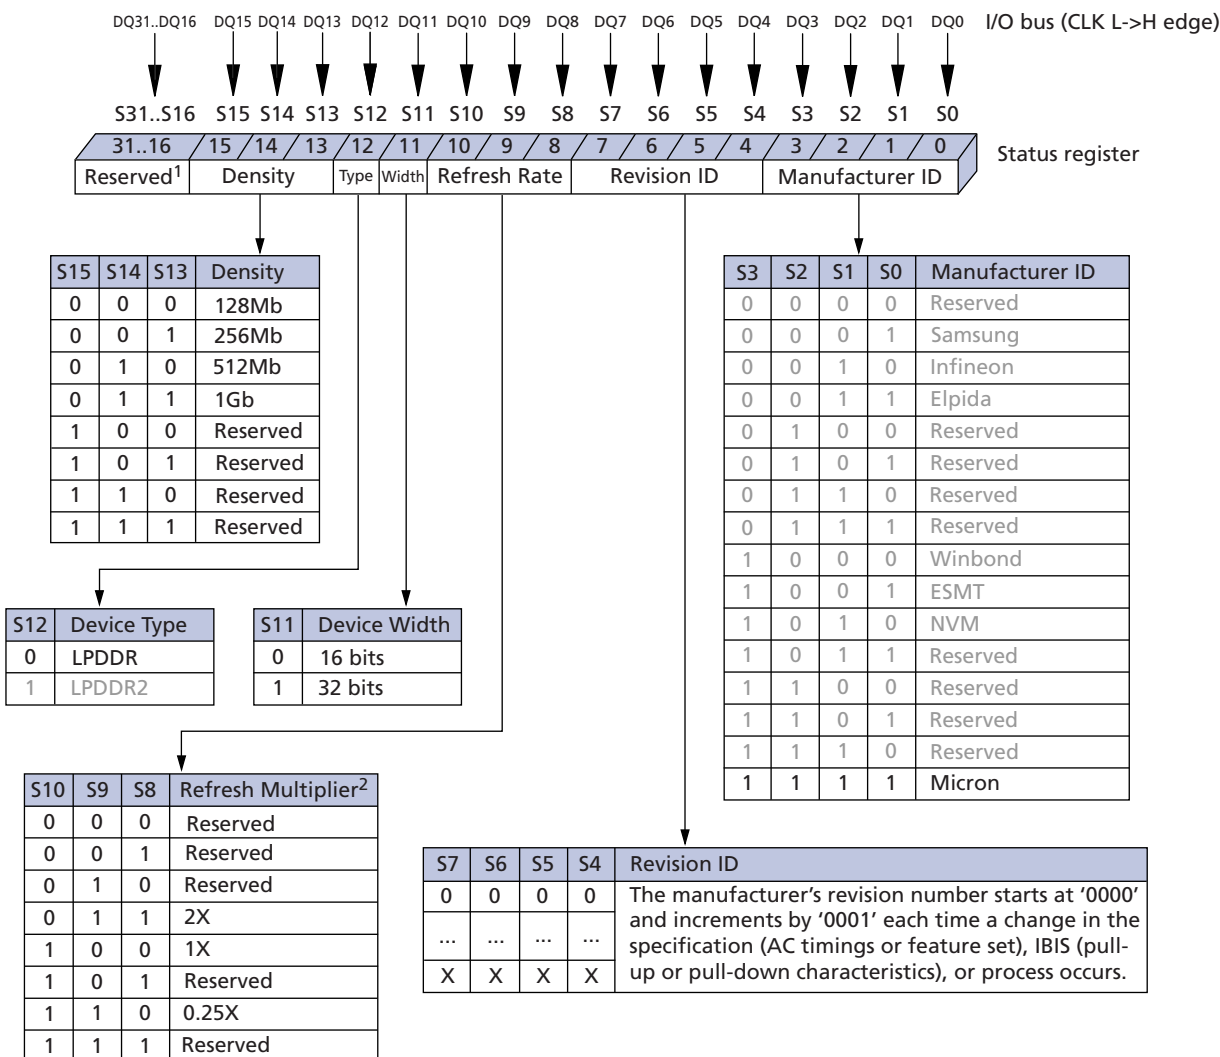 DQ31..DQ16 DQ15 DQ14 DQ13 DQ12 DQ11 DQ10 DQ9 DQ8 DQ7 DQ6 DQ5 DQ4 DQ3 DQ2 DQ1 DQ0 I/O bus (CLK L->H edge)
S31..S16 S15 S14 S13 S12 S11 S10 S9 S8 S7 S6 S5 S4 S3 S2 S1 S0
31..16 15 14 13 12 11 10 9 8 7 6 5 4 3 2 1 0 Status register
Reserved1 Density Type Width Refresh Rate Revision ID Manufacturer ID
S15 S14 S13 Density
0 0 0 128Mb
0 0 1 256Mb
0 1 0 512Mb
0 1 1 1Gb
1 0 0 Reserved
1 0 1 Reserved
1 1 0 Reserved
1 1 1 Reserved
S3 S2 S1 S0 Manufacturer ID
0 0 0 0 Reserved
0 0 0 1 Samsung
0 0 1 0 Infineon
0 0 1 1 Elpida
0 1 0 0 Reserved
0 1 0 1 Reserved
0 1 1 0 Reserved
0 1 1 1 Reserved
1 0 0 0 Winbond
1 0 0 1 ESMT
1 0 1 0 NVM
1 0 1 1 Reserved
1 1 0 0 Reserved
1 1 0 1 Reserved
1 1 1 0 Reserved
1 1 1 1 Micron
S12 Device Type
0 LPDDR
1 LPDDR2
S11 Device Width
0 16 bits
1 32 bits
S10 S9 S8 Refresh Multiplier2
0 0 0 Reserved
0 0 1 Reserved
0 1 0 Reserved
0 1 1 2X
1 0 0 1X
1 0 1 Reserved
1 1 0 0.25X
1 1 1 Reserved
S7 S6 S5 S4 Revision ID
0 0 0 0 The manufacturer's revision number starts at '0000'
and increments by '0001' each time a change in the
... ... ... ... specification (AC timings or feature set), IBIS (pull-
X X X X up or pull-down characteristics), or process occurs.